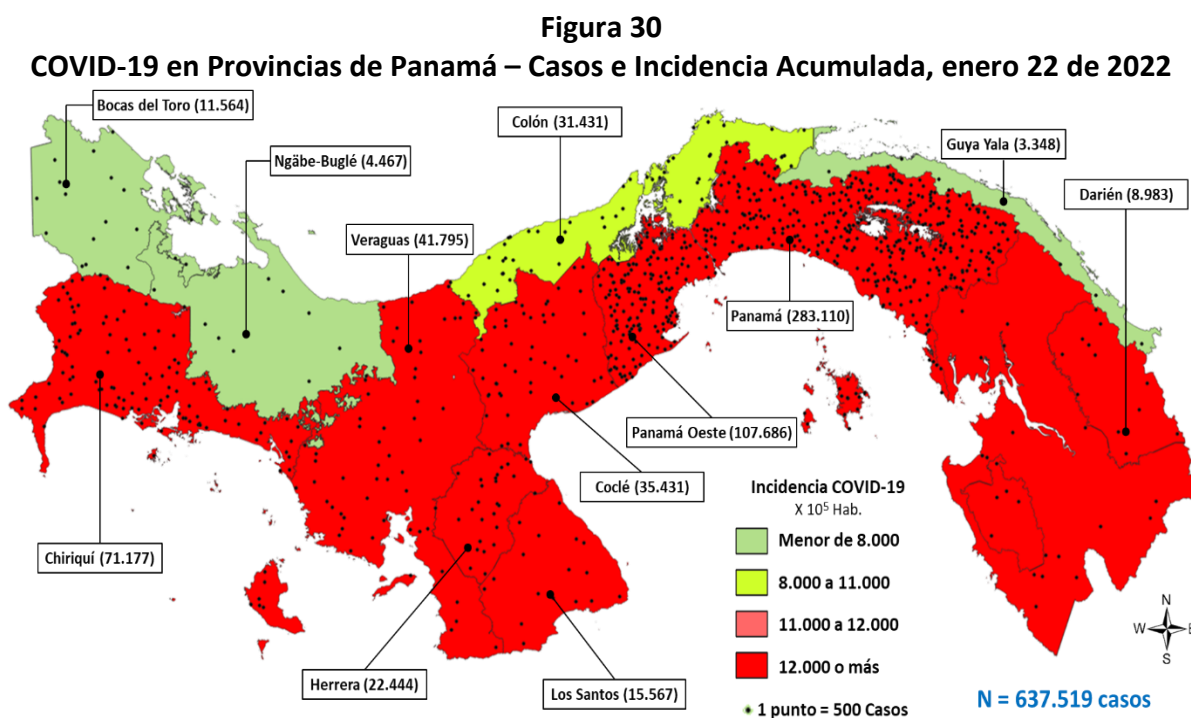 Figura 30
COVID-19 en Provincias de Panamá – Casos e Incidencia Acumulada, enero 22 de 2022
Bocas del Toro (11.564)
Colón (31.431)
Ngäbe-Buglé (4.467)
Guya Yala (3.348)
Darién (8.983)
Veraguas (41.795)
Panamá (283.110)
Panamá Oeste (107.686)
Coclé (35.431)
Chiriquí (71.177)
Herrera (22.444)
Los Santos (15.567)
Incidencia COVID-19
X 10⁵ Hab.
Menor de 8.000
8.000 a 11.000
11.000 a 12.000
12.000 o más
1 punto = 500 Casos
N
W E
S
N = 637.519 casos